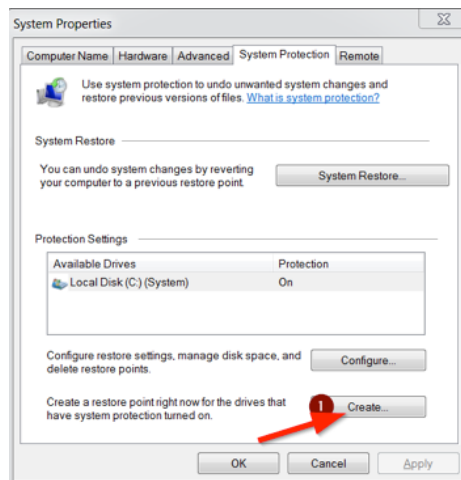 System Properties
Computer Name Hardware Advanced System Protection Remote
Use system protection to undo unwanted system changes and
restore previous versions of files. What is system protection?
System Restore
You can undo system changes by reverting
your computer to a previous restore point.
System Restore...
Protection Settings
Available Drives Protection
Local Disk (C:) (System) On
Configure restore settings, manage disk space, and
delete restore points.
Configure...
Create a restore point right now for the drives that
have system protection turned on.
1 Create...
OK Cancel Apply